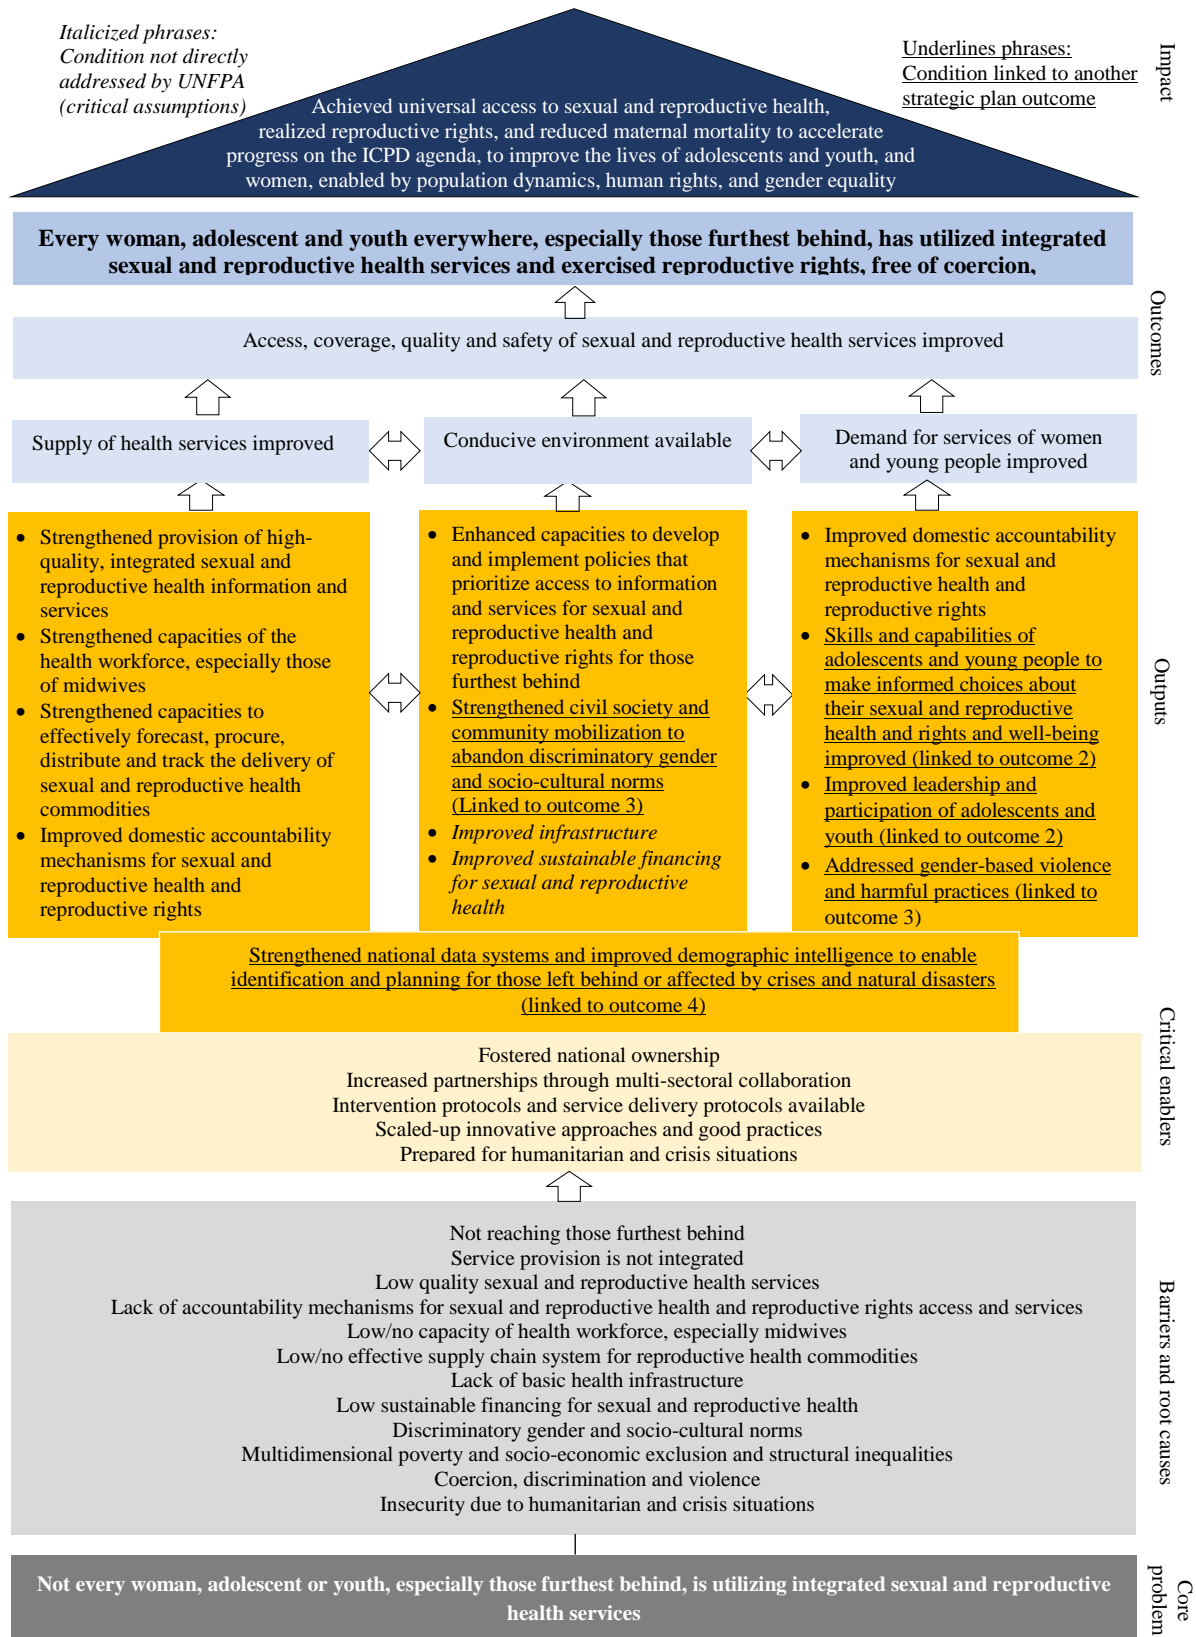 Italicized phrases:
Condition not directly
addressed by UNFPA
(critical assumptions)
Underlines phrases:
Condition linked to another
strategic plan outcome
Impact
Achieved universal access to sexual and reproductive health,
realized reproductive rights, and reduced maternal mortality to accelerate
progress on the ICPD agenda, to improve the lives of adolescents and youth, and
women, enabled by population dynamics, human rights, and gender equality
Every woman, adolescent and youth everywhere, especially those furthest behind, has utilized integrated
sexual and reproductive health services and exercised reproductive rights, free of coercion,
Outcomes
Access, coverage, quality and safety of sexual and reproductive health services improved
Supply of health services improved
Conducive environment available
Demand for services of women
and young people improved
• Strengthened provision of high-
quality, integrated sexual and
reproductive health information and
services
• Strengthened capacities of the
health workforce, especially those
of midwives
• Strengthened capacities to
effectively forecast, procure,
distribute and track the delivery of
sexual and reproductive health
commodities
• Improved domestic accountability
mechanisms for sexual and
reproductive health and
reproductive rights
• Enhanced capacities to develop
and implement policies that
prioritize access to information
and services for sexual and
reproductive health and
reproductive rights for those
furthest behind
• Strengthened civil society and
community mobilization to
abandon discriminatory gender
and socio-cultural norms
(Linked to outcome 3)
• Improved infrastructure
• Improved sustainable financing
for sexual and reproductive
health
• Improved domestic accountability
mechanisms for sexual and
reproductive health and
reproductive rights
• Skills and capabilities of
adolescents and young people to
make informed choices about
their sexual and reproductive
health and rights and well-being
improved (linked to outcome 2)
• Improved leadership and
participation of adolescents and
youth (linked to outcome 2)
• Addressed gender-based violence
and harmful practices (linked to
outcome 3)
Outputs
Strengthened national data systems and improved demographic intelligence to enable
identification and planning for those left behind or affected by crises and natural disasters
(linked to outcome 4)
Critical enablers
Fostered national ownership
Increased partnerships through multi-sectoral collaboration
Intervention protocols and service delivery protocols available
Scaled-up innovative approaches and good practices
Prepared for humanitarian and crisis situations
Barriers and root causes
Not reaching those furthest behind
Service provision is not integrated
Low quality sexual and reproductive health services
Lack of accountability mechanisms for sexual and reproductive health and reproductive rights access and services
Low/no capacity of health workforce, especially midwives
Low/no effective supply chain system for reproductive health commodities
Lack of basic health infrastructure
Low sustainable financing for sexual and reproductive health
Discriminatory gender and socio-cultural norms
Multidimensional poverty and socio-economic exclusion and structural inequalities
Coercion, discrimination and violence
Insecurity due to humanitarian and crisis situations
Core
problem
Not every woman, adolescent or youth, especially those furthest behind, is utilizing integrated sexual and reproductive
health services